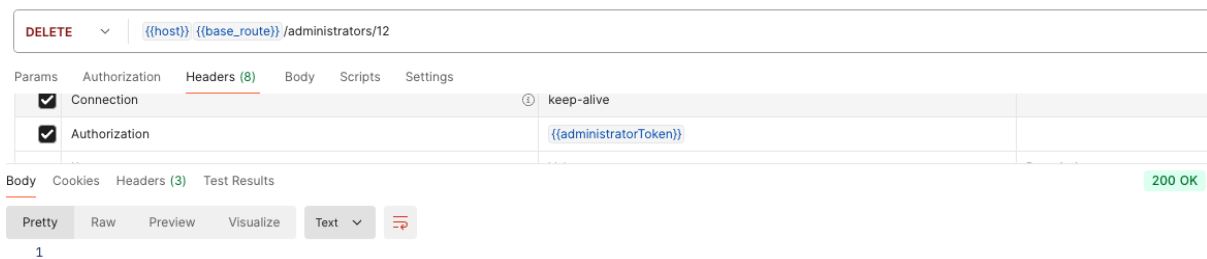 DELETE {{host}} {{base_route}} /administrators/12
Params Authorization Headers (8) Body Scripts Settings
Connection keep-alive
Authorization {{administratorToken}}
Body Cookies Headers (3) Test Results 200 OK
Pretty Raw Preview Visualize Text
1